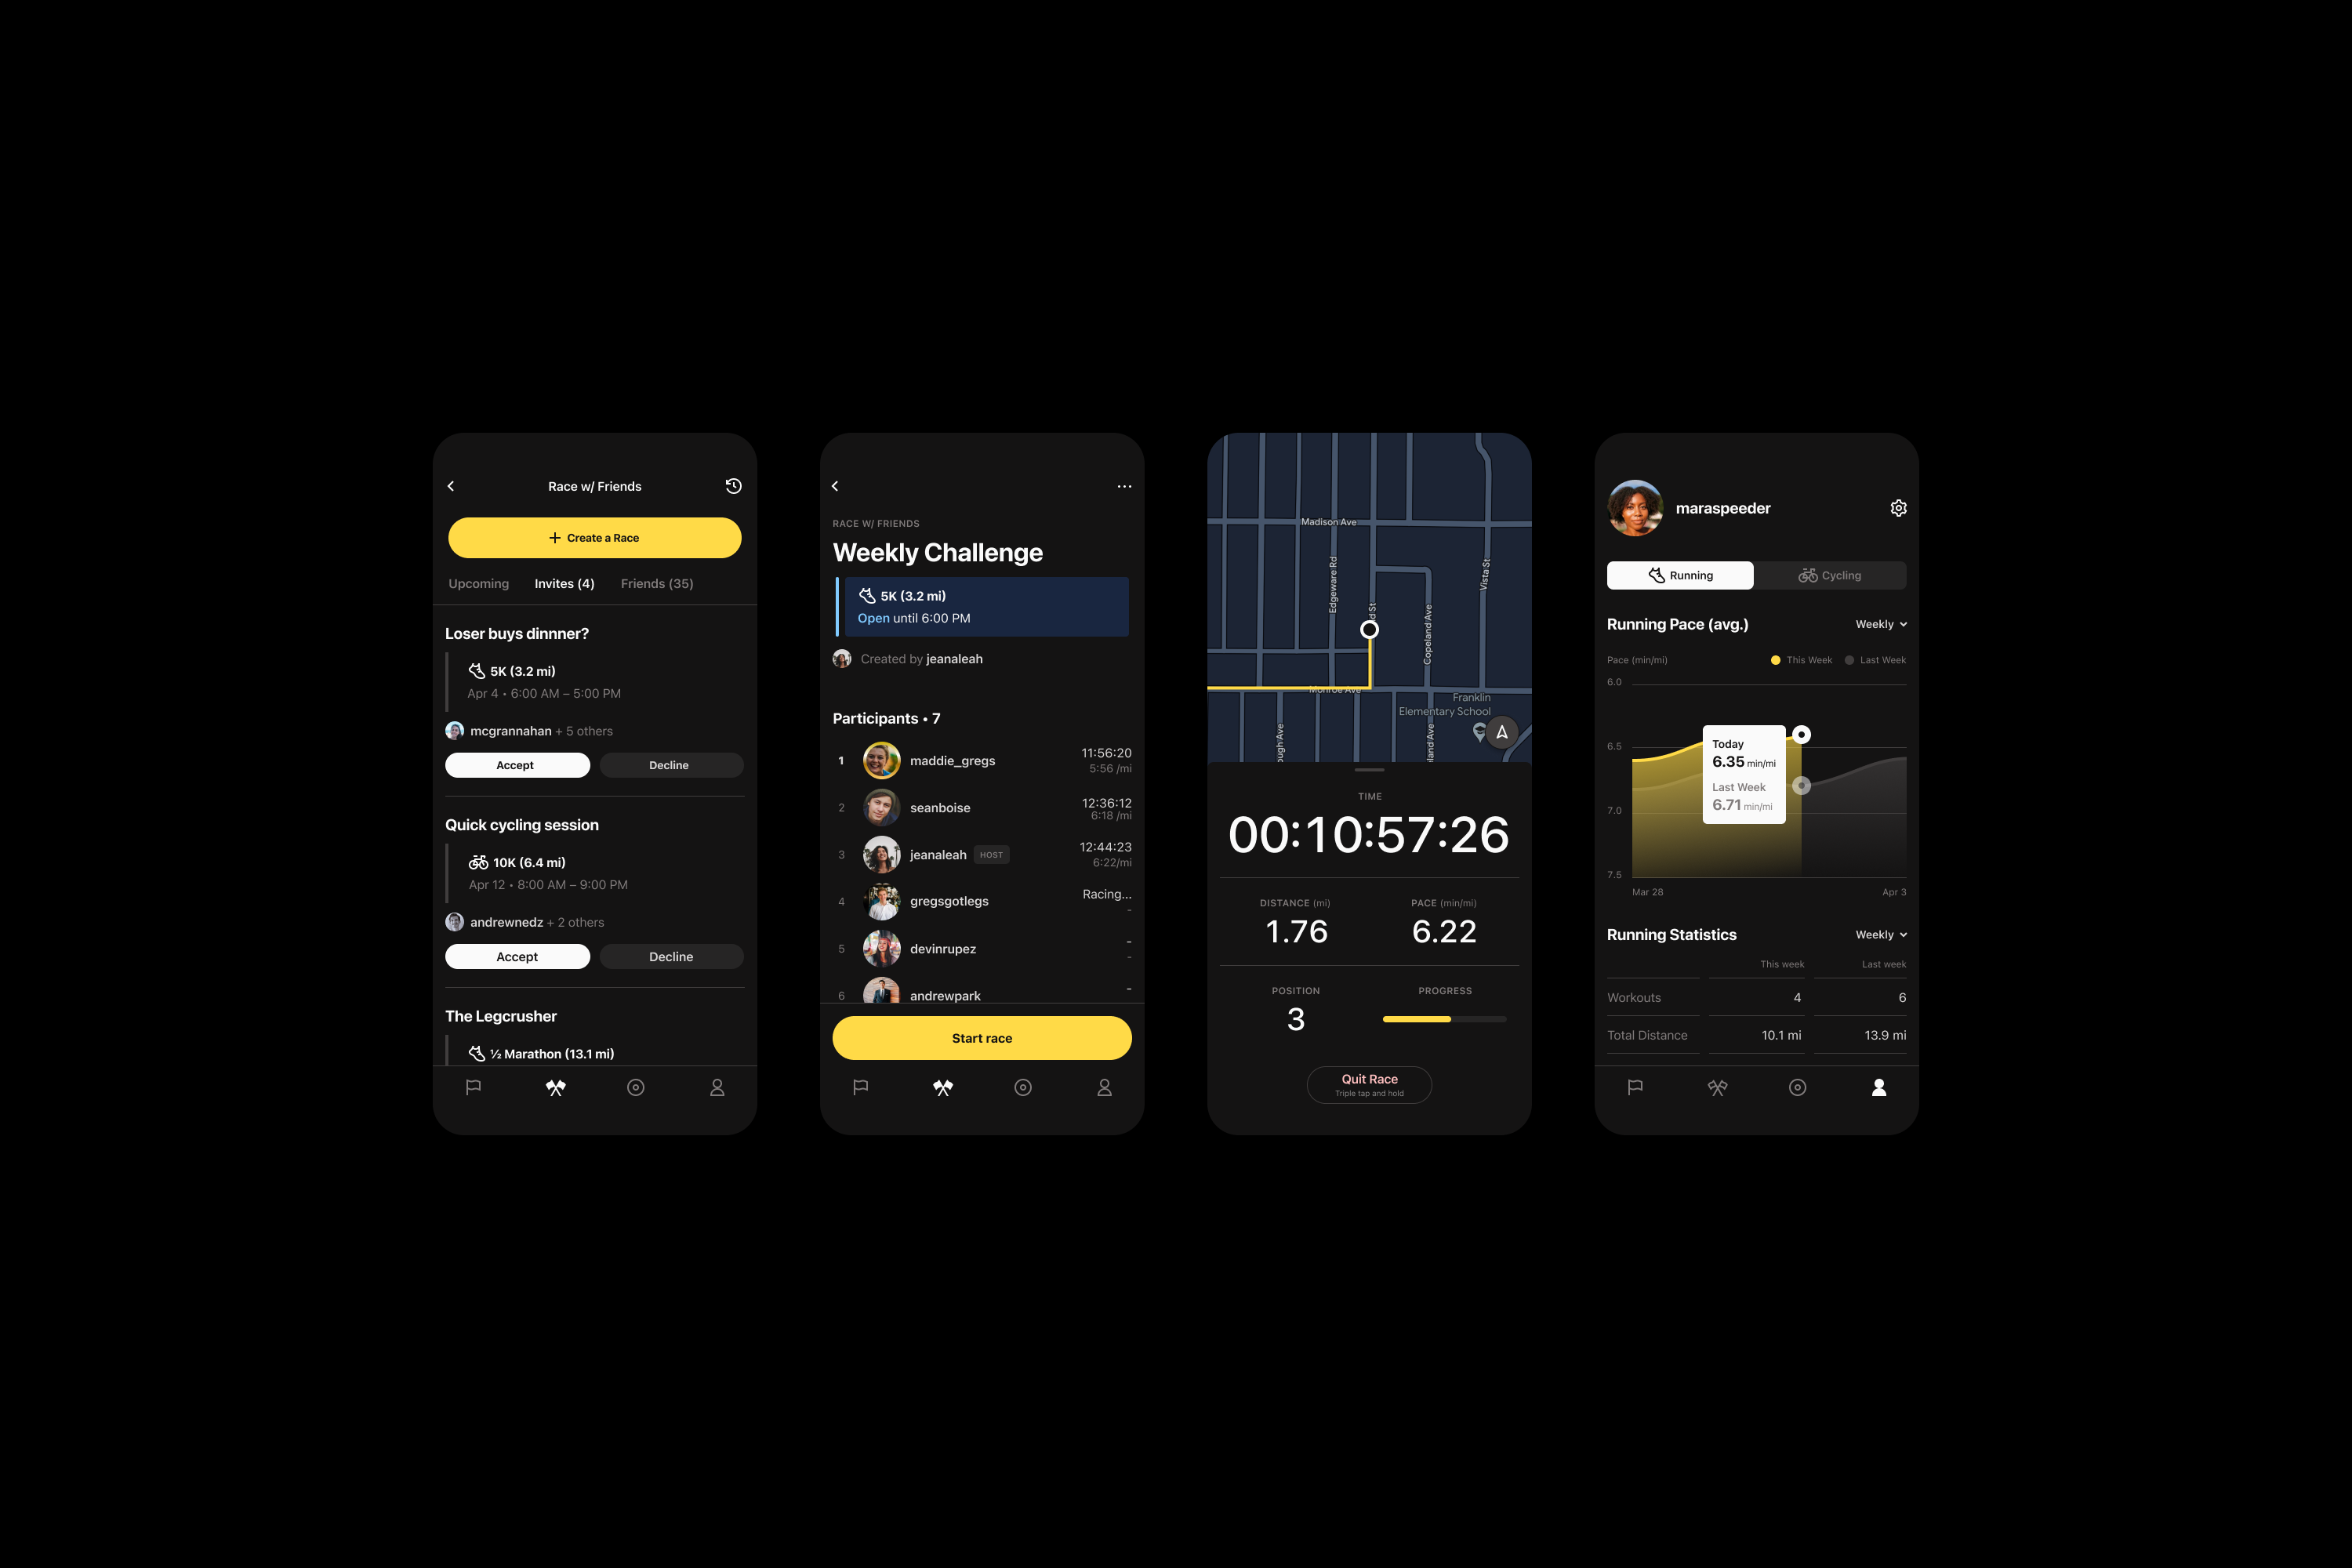 Race w/ Friends
Create a Race
Upcoming
Invites (4)
Friends (35)
Loser buys dinnner?
5K (3.2 mi)
Apr 4 • 6:00 AM – 5:00 PM
mcgrannahan + 5 others
Accept
Decline
Quick cycling session
10K (6.4 mi)
Apr 12 • 8:00 AM – 9:00 PM
andrewnedz + 2 others
Accept
Decline
The Legcrusher
½ Marathon (13.1 mi)
RACE W/ FRIENDS
Weekly Challenge
5K (3.2 mi)
Open until 6:00 PM
Created by jeanaleah
Participants • 7
1 maddie_gregs 11:56:20
5:56 /mi
2 seanboise 12:36:12
6:18 /mi
3 jeanaleah HOST 12:44:23
6:22/mi
4 gregsgotlegs Racing...
-
5 devinrupez -
-
6 andrewpark -
Start race
Madison Ave
Edgeware Rd
Vista St
d St
Copeland Ave
Monroe Ave
Franklin
Elementary School
ough Ave
land Ave
TIME
00:10:57:26
DISTANCE (mi)
PACE (min/mi)
1.76
6.22
POSITION
PROGRESS
3
Quit Race
Triple tap and hold
maraspeeder
Running
Cycling
Running Pace (avg.)
Weekly
Pace (min/mi)
This Week
Last Week
6.0
6.5
7.0
7.5
Today
6.35 min/mi
Last Week
6.71 min/mi
Mar 28
Apr 3
Running Statistics
Weekly
This week
Last week
Workouts 4 6
Total Distance 10.1 mi 13.9 mi